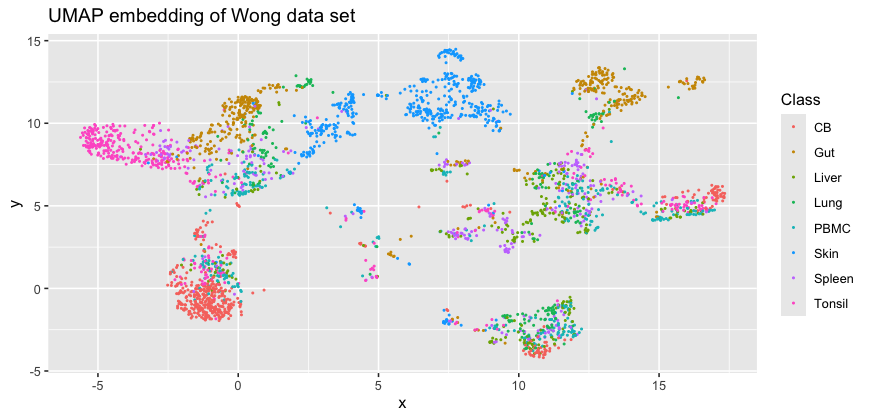 UMAP embedding of Wong data set
15
10
5
0
-5
y
-5 0 5 10 15
x
Class
CB
Gut
Liver
Lung
PBMC
Skin
Spleen
Tonsil